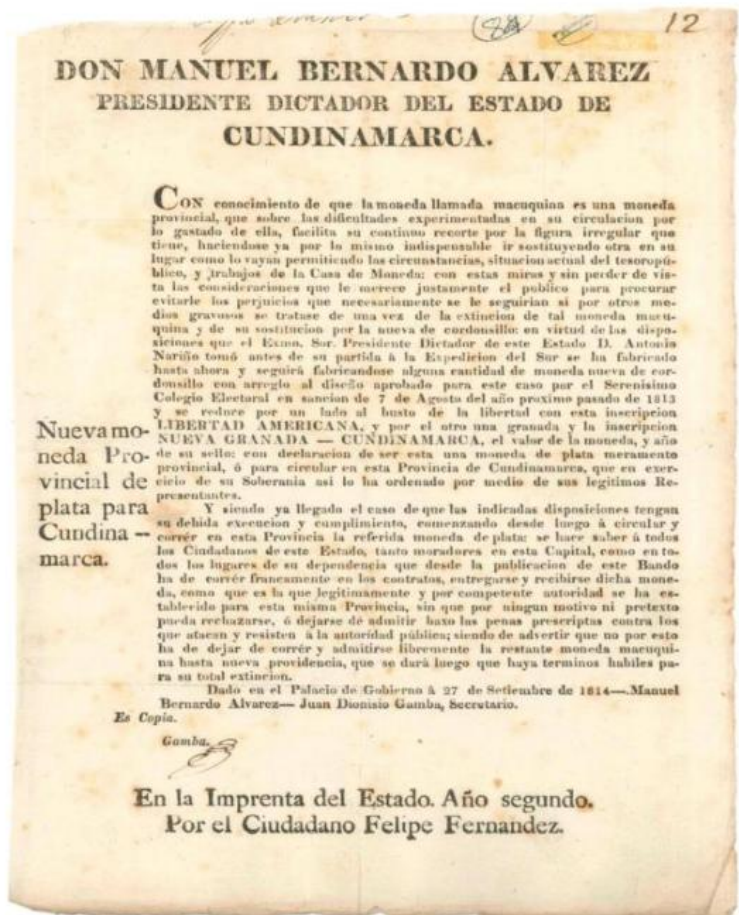 12
DON MANUEL BERNARDO ALVAREZ
PRESIDENTE DICTADOR DEL ESTADO DE
CUNDINAMARCA.
CON conocimiento de que la moneda llamada macuquina es una moneda
provincial, que sobre las dificultades experimentadas en su circulacion por
lo gastado de ella, facilita su continuo recorte por la figura irregular que
tiene, haciendose ya por lo mismo indispensable ir sostituyendo otra en su
lugar como lo vayan permitiendo los circunstancias, situacion actual del tesoropú-
blico, y trabajos de la Casa de Moneda: con estas miras y sin perder de vis-
ta las consideraciones que le merece justamente el publico para procurar
evitarle los perjuicios que necesariamente se le seguirian si por otros me-
dios gravosos se tratase de una vez de la extincion de tal moneda macu-
quina y de su sostitucion por la nueva de cordonsillo: en virtud de las dispo-
siciones que el Exmo. Sor. Presidente Dictador de este Estado D. Antonio
Nariño tomó antes de su partida á la Expedicion del Sur se ha fabricado
hasta ahora y seguirá fabricandose alguna cantidad de moneda nueva de cor-
donsillo con arreglo al diseño aprobado para este caso por el Serenisimo
Colegio Electoral en sancion de 7 de Agosto del año proximo pasado de 1813
y se reduce por un lado al busto de la libertad con esta inscripcion
LIBERTAD AMERICANA, y por el otro una granada y la inscripcion
NUEVA GRANADA — CUNDINAMARCA, el valor de la moneda, y año
de su sello: con declaracion de ser esta una moneda de plata meramento
provincial, ó para circular en esta Provincia de Cundinamarca, que en exer-
cicio de su Soberania asi lo ha ordenado por medio de sus legitimos Re-
presentantes.
Nueva mo-
neda Pro-
vincial de
plata para
Cundina —
marca.
Y siendo ya llegado el caso de que las indicadas disposiciones tengan
su debida execucion y cumplimiento, comenzando desde luego á circular y
corrér en esta Provincia la referida moneda de plata: se hace saber á todos
los Ciudadanos de este Estado, tanto moradores en esta Capital, como en to-
dos los lugares de su dependencia que desde la publicacion de este Bando
ha de corrér francamente en los contratos, entregarse y recibirse dicha mone-
da, como que es la que legitimamente y por competente autoridad se ha es-
tablecido para esta misma Provincia, sin que por ningun motivo ni pretexto
pueda rechazarse, ó dejarse de admitir baxo las penas prescriptas contra los
que atacan y resisten á la autoridad pública; siendo de advertir que no por esto
ha de dejar de corrér y admitirse libremente la restante moneda macuqui-
na hasta nueva providencia, que se dará luego que haya terminos habiles pa-
ra su total extincion.
Dado en el Palacio de Gobierno á 27 de Setiembre de 1814—Manuel
Bernardo Alvarez— Juan Dionisio Gamba, Secretario.
Es Copia.
Gamba.
En la Imprenta del Estado. Año segundo.
Por el Ciudadano Felipe Fernandez.